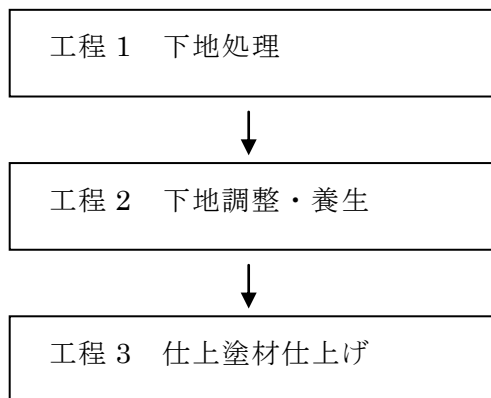 工程 1　下地処理
工程 2　下地調整・養生
工程 3　仕上塗材仕上げ